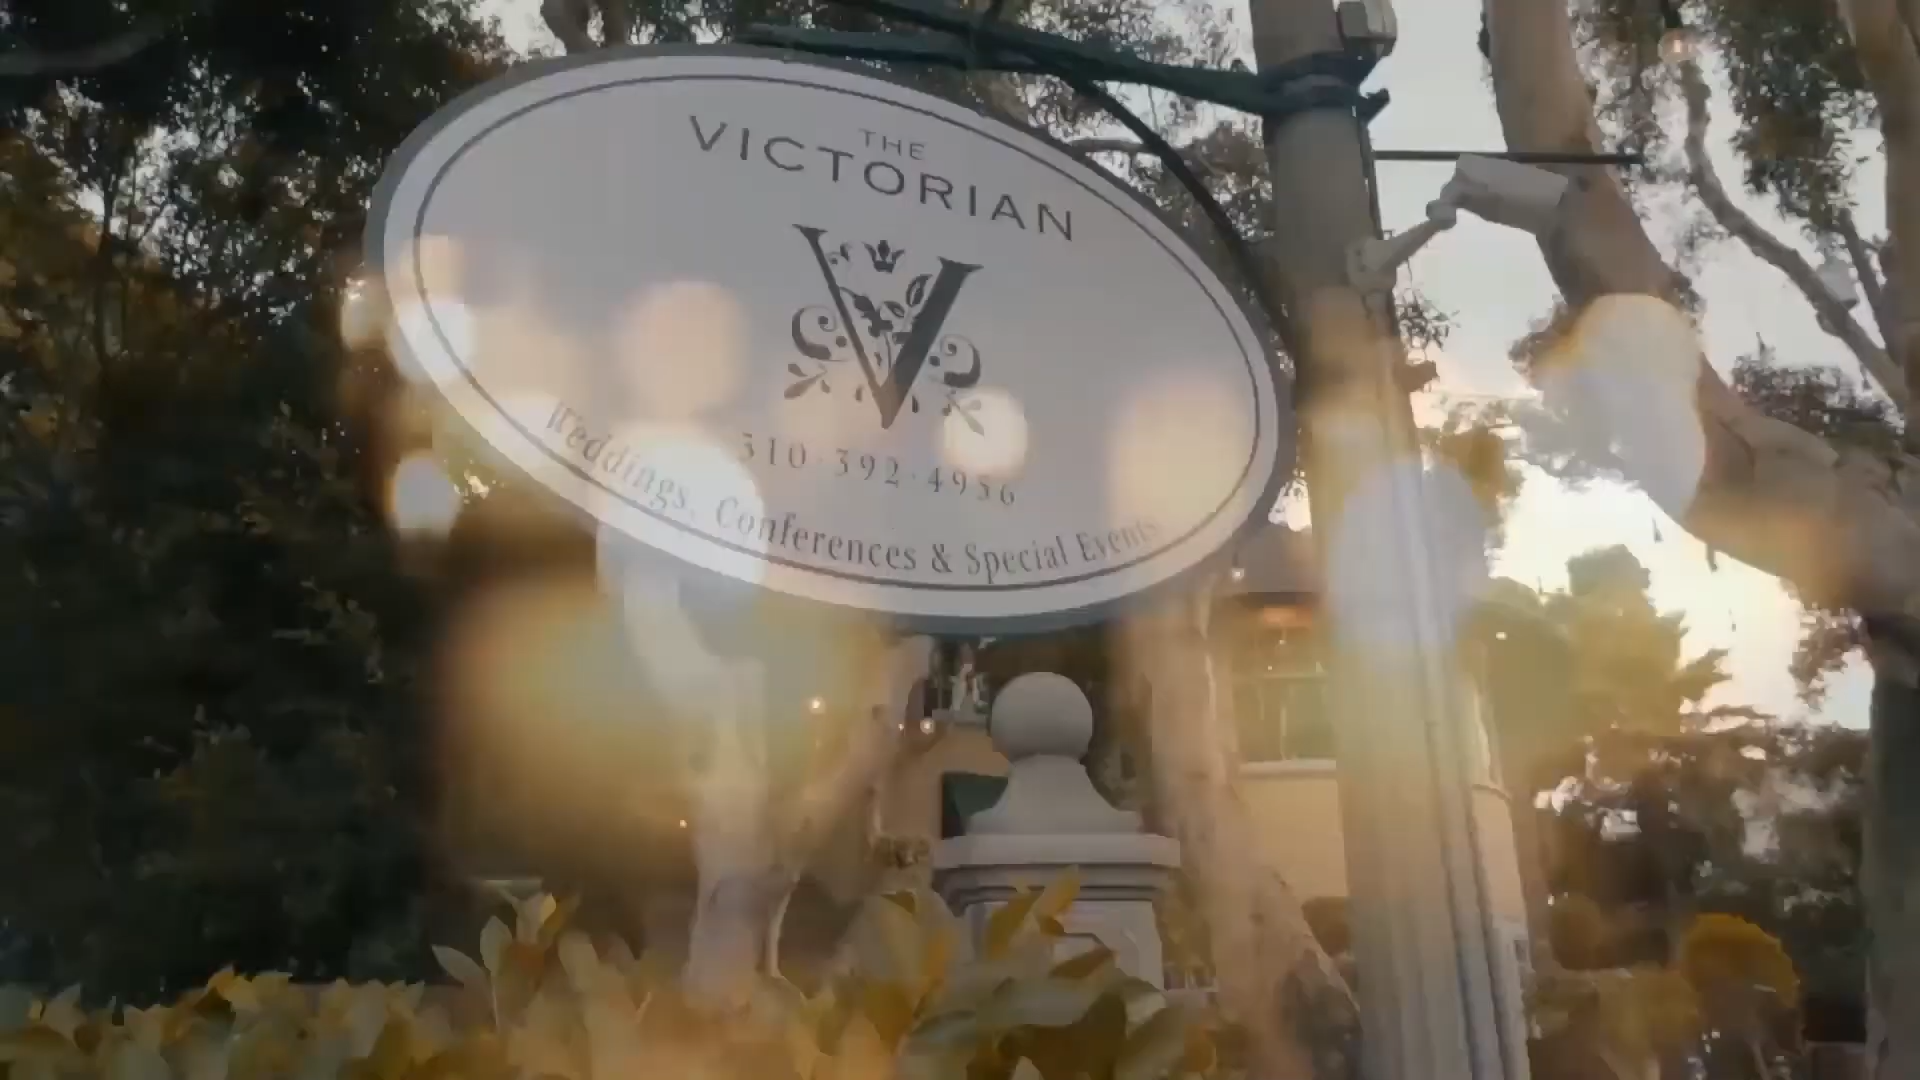 THE
VICTORIAN
V
310·392·4956
Weddings, Conferences & Special Events